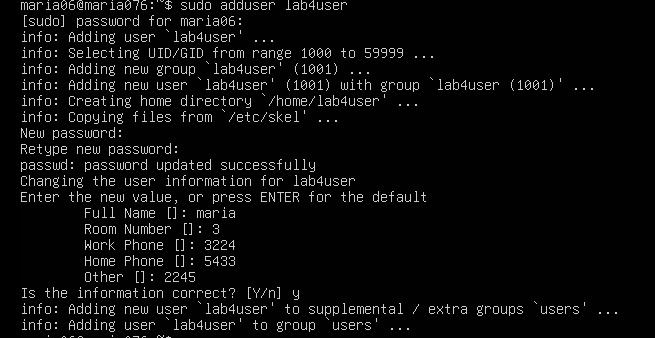 maria06@maria076:~$ sudo adduser lab4user
[sudo] password for maria06:
info: Adding user `lab4user' ...
info: Selecting UID/GID from range 1000 to 59999 ...
info: Adding new group `lab4user' (1001) ...
info: Adding new user `lab4user' (1001) with group `lab4user (1001)' ...
info: Creating home directory `/home/lab4user' ...
info: Copying files from `/etc/skel' ...
New password:
Retype new password:
passwd: password updated successfully
Changing the user information for lab4user
Enter the new value, or press ENTER for the default
Full Name []: maria
Room Number []: 3
Work Phone []: 3224
Home Phone []: 5433
Other []: 2245
Is the information correct? [Y/n] y
info: Adding new user `lab4user' to supplemental / extra groups `users' ...
info: Adding user `lab4user' to group `users' ...
maria06@maria076:~$